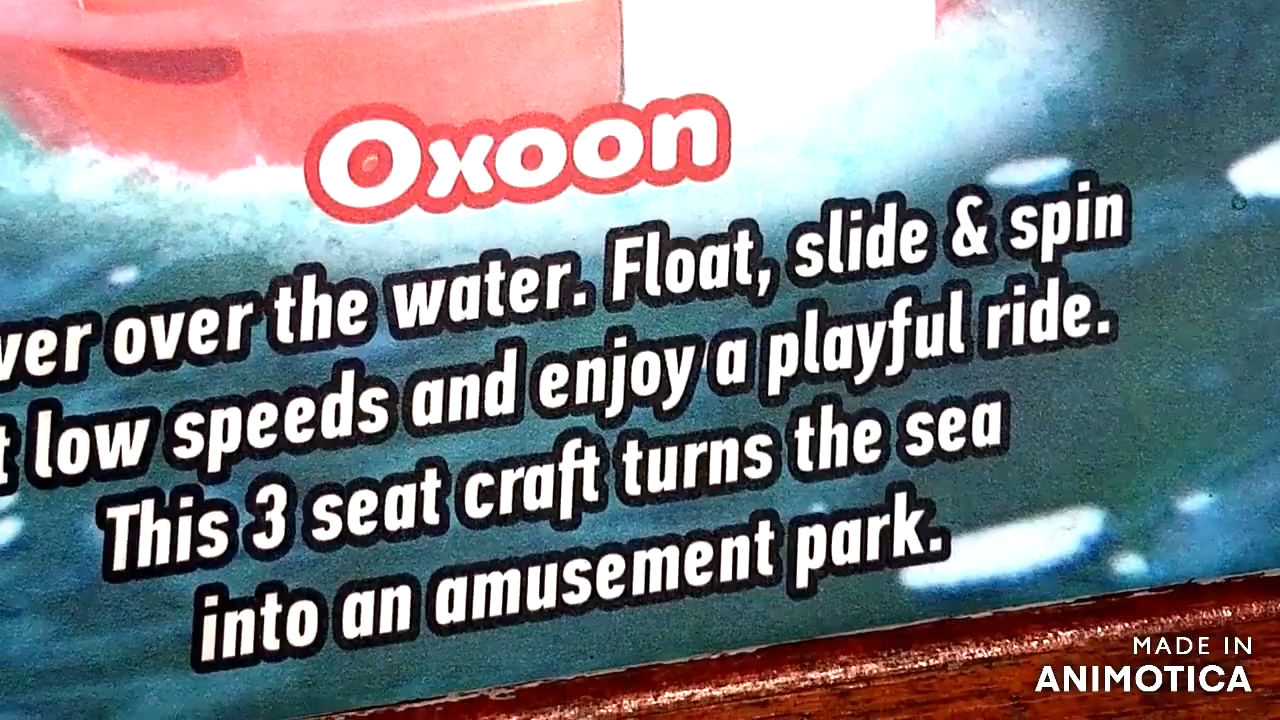 Oxoon
over the water. Float, slide & spin
low speeds and enjoy a playful ride.
This 3 seat craft turns the sea
into an amusement park.
MADE IN
ANIMOTICA